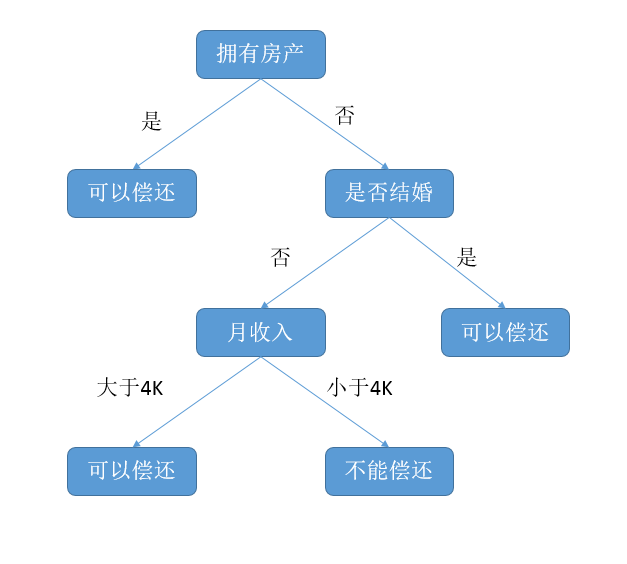 拥有房产
是
否
可以偿还
是否结婚
否
是
月收入
可以偿还
大于4K
小于4K
可以偿还
不能偿还